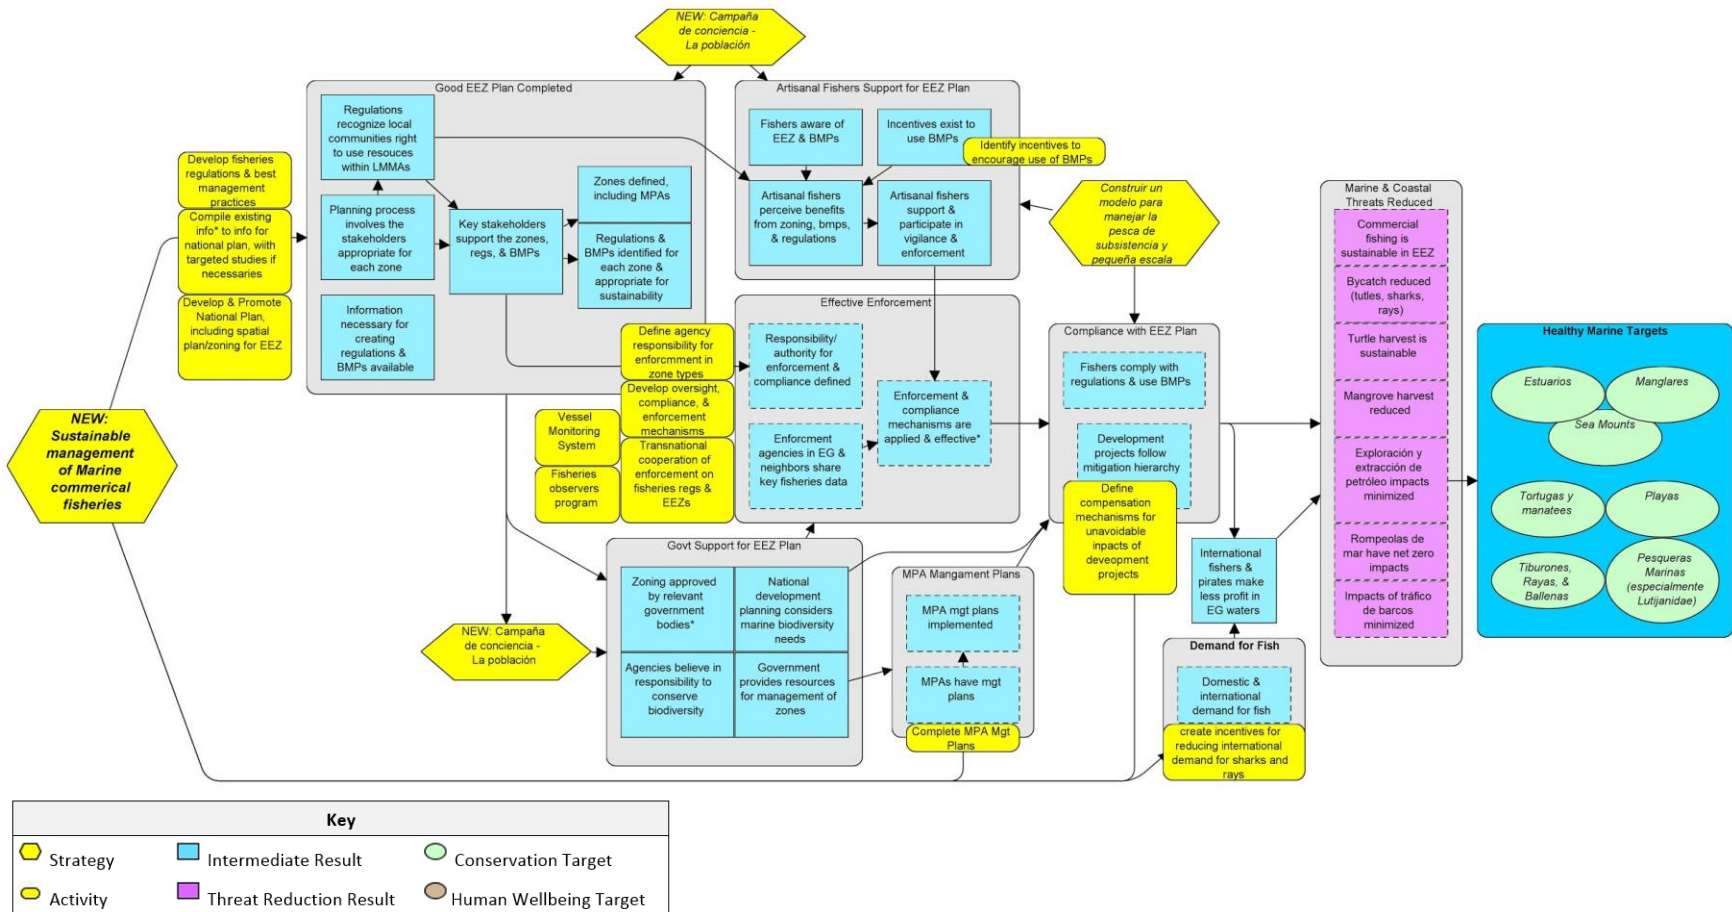 NEW: Campaña
de conciencia -
La población
Good EEZ Plan Completed
Regulations
recognize local
communities right
to use resouces
within LMMAs
Planning process
involves the
stakeholders
appropriate for
each zone
Information
necessary for
creating
regulations &
BMPs available
Key stakeholders
support the zones,
regs, & BMPs
Zones defined,
including MPAs
Regulations &
BMPs identified for
each zone &
appropriate for
sustainability
Develop fisheries
regulations & best
management
practices
Compile existing
info* to info for
national plan, wiith
targeted studies if
necessaries
Develop & Promote
National Plan,
including spatial
plan/zoning for EEZ
NEW:
Sustainable
management
of Marine
commerical
fisheries
Artisanal Fishers Support for EEZ Plan
Fishers aware of
EEZ & BMPs
Incentives exist to
use BMPs
Identify incentives to
encourage use of BMPs
Artisanal fishers
perceive benefits
from zoning, bmps,
& regulations
Artisanal fishers
support &
participate in
vigilance &
enforcement
Construir un
modelo para
manejar la
pesca de
subsistencia y
pequeña escala
Effective Enforcement
Define agency
responsibility for
enforcmment in
zone types
Develop oversight,
compliance, &
enforcement
mechanisms
Transnational
cooperation of
enforcement on
fisheries regs &
EEZs
Vessel
Monitoring
System
Fisheries
observers
program
Responsibility/
authority for
enforcement &
compliance defined
Enforcment
agencies in EG &
neighbors share
key fisheries data
Enforcement &
compliance
mechanisms are
applied & effective*
Compliance with EEZ Plan
Fishers comply with
regulations & use BMPs
Development
projects follow
mitigation hierarchy
Define
compensation
mechanisms for
unavoidable
inpacts of
deveopment
projects
Govt Support for EEZ Plan
Zoning approved
by relevant
government
bodies*
National
development
planning considers
marine biodiversity
needs
Agencies believe in
responsibility to
conserve
biodiversity
Government
provides resources
for management of
zones
NEW: Campaña
de conciencia -
La población
MPA Mangament Plans
MPA mgt plans
implemented
MPAs have mgt
plans
Complete MPA Mgt
Plans
International
fishers &
pirates make
less profit in
EG waters
Demand for Fish
Domestic &
international
demand for fish
create incentives for
reducing international
demand for sharks and
rays
Marine & Coastal
Threats Reduced
Commercial
fishing is
sustainable in EEZ
Bycatch reduced
(tutles, sharks,
rays)
Turtle harvest is
sustainable
Mangrove harvest
reduced
Exploración y
extracción de
petróleo impacts
minimized
Rompeolas de
mar have net zero
impacts
Impacts of tráfico
de barcos
minimized
Healthy Marine Targets
Estuarios
Manglares
Sea Mounts
Tortugas y
manatees
Playas
Tiburones,
Rayas, &
Ballenas
Pesqueras
Marinas
(especialmente
Lutijanidae)
Key
Strategy
Intermediate Result
Conservation Target
Activity
Threat Reduction Result
Human Wellbeing Target